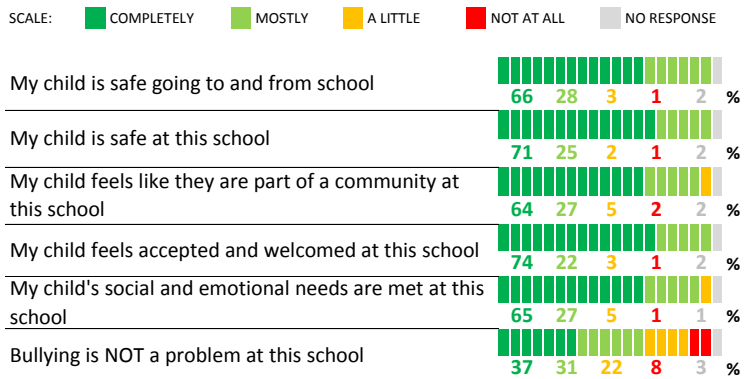 SCALE: COMPLETELY MOSTLY A LITTLE NOT AT ALL NO RESPONSE
My child is safe going to and from school
66 28 3 1 2 %
My child is safe at this school
71 25 2 1 2 %
My child feels like they are part of a community at
this school
64 27 5 2 2 %
My child feels accepted and welcomed at this school
74 22 3 1 2 %
My child's social and emotional needs are met at this
school
65 27 5 1 1 %
Bullying is NOT a problem at this school
37 31 22 8 3 %